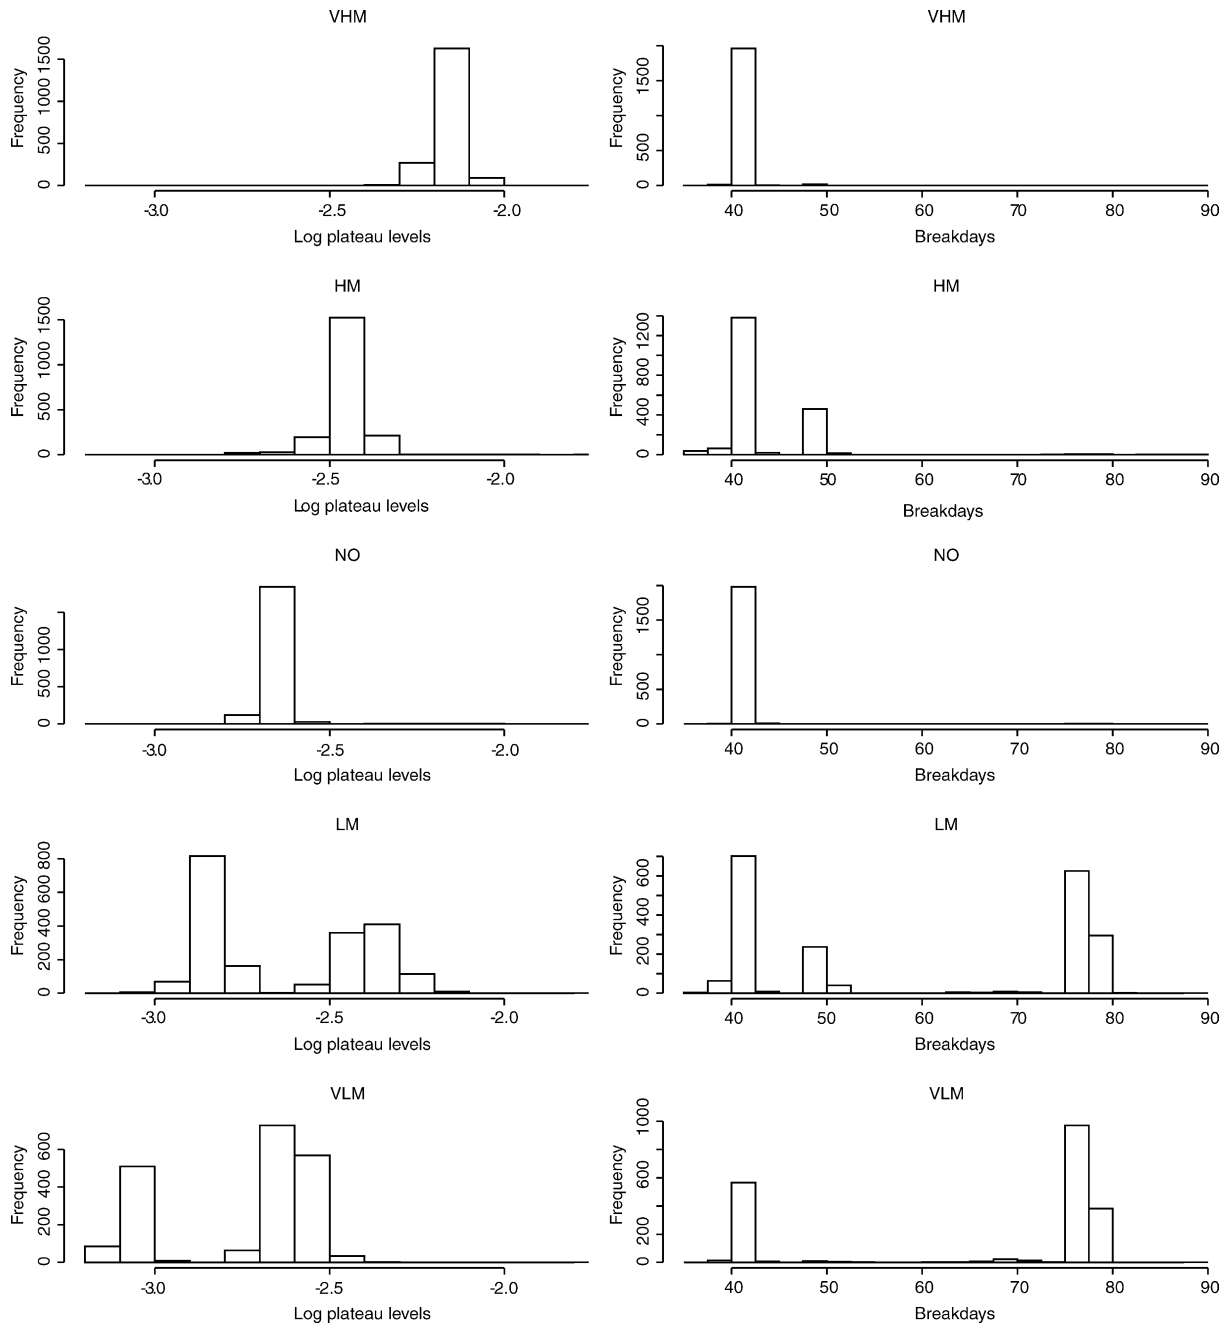 VHM
Frequency
0 500 1000 1500
-3.0 -2.5 -2.0
Log plateau levels
VHM
Frequency
0 500 1500
40 50 60 70 80 90
Breakdays
HM
Frequency
0 500 1000 1500
-3.0 -2.5 -2.0
Log plateau levels
HM
Frequency
0 400 800 1200
40 50 60 70 80 90
Breakdays
NO
Frequency
0 500 1000
-3.0 -2.5 -2.0
Log plateau levels
NO
Frequency
0 500 1500
40 50 60 70 80 90
Breakdays
LM
Frequency
0 200 400 600 800
-3.0 -2.5 -2.0
Log plateau levels
LM
Frequency
0 200 400 600
40 50 60 70 80 90
Breakdays
VLM
Frequency
0 200 400 600
-3.0 -2.5 -2.0
Log plateau levels
VLM
Frequency
0 200 600 1000
40 50 60 70 80 90
Breakdays